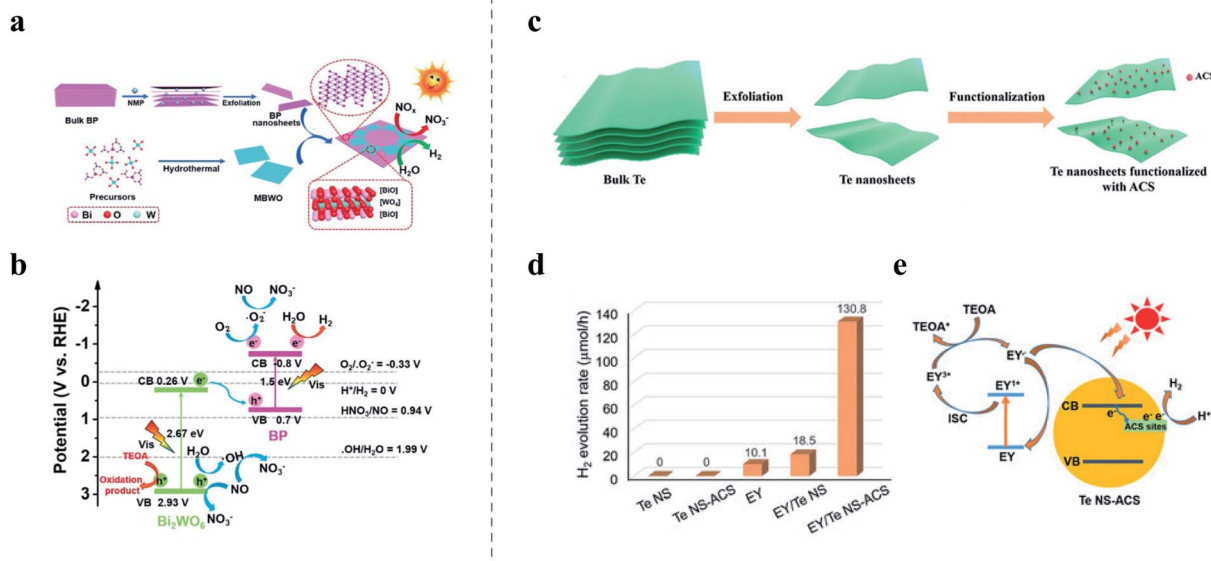 a
Bulk BP
NMP
Exfoliation
BP
nanosheets
NOx
NO3-
H2
H2O
Precursors
Hydrothermal
MBWO
Bi O W
[BiO]
[WO4]
[BiO]
b
Potential (V vs. RHE)
-2
-1
0
1
2
3
NO
NO3-
·O2-
O2
H2O
H2
e-
e-
CB -0.8 V
1.5 eV
Vis
h+
VB 0.7 V
BP
O2/.O2- = -0.33 V
H+/H2 = 0 V
HNO3/NO = 0.94 V
.OH/H2O = 1.99 V
CB 0.26 V
e-
2.67 eV
Vis
TEOA
Oxidation
product
h+
h+
H2O
·OH
NO3-
NO
NO3-
VB 2.93 V
Bi2WO6
c
Bulk Te
Exfoliation
Te nanosheets
Functionalization
ACS
Te nanosheets functionalized
with ACS
d
H2 evolution rate (μmol/h)
140
120
100
80
60
40
20
0
0
0
10.1
18.5
130.8
Te NS
Te NS-ACS
EY
EY/Te NS
EY/Te NS-ACS
e
TEOA
TEOA+
EY-
EY3*
EY1*
ISC
EY
CB
e-
e- e-
ACS sites
H2
H+
VB
Te NS-ACS